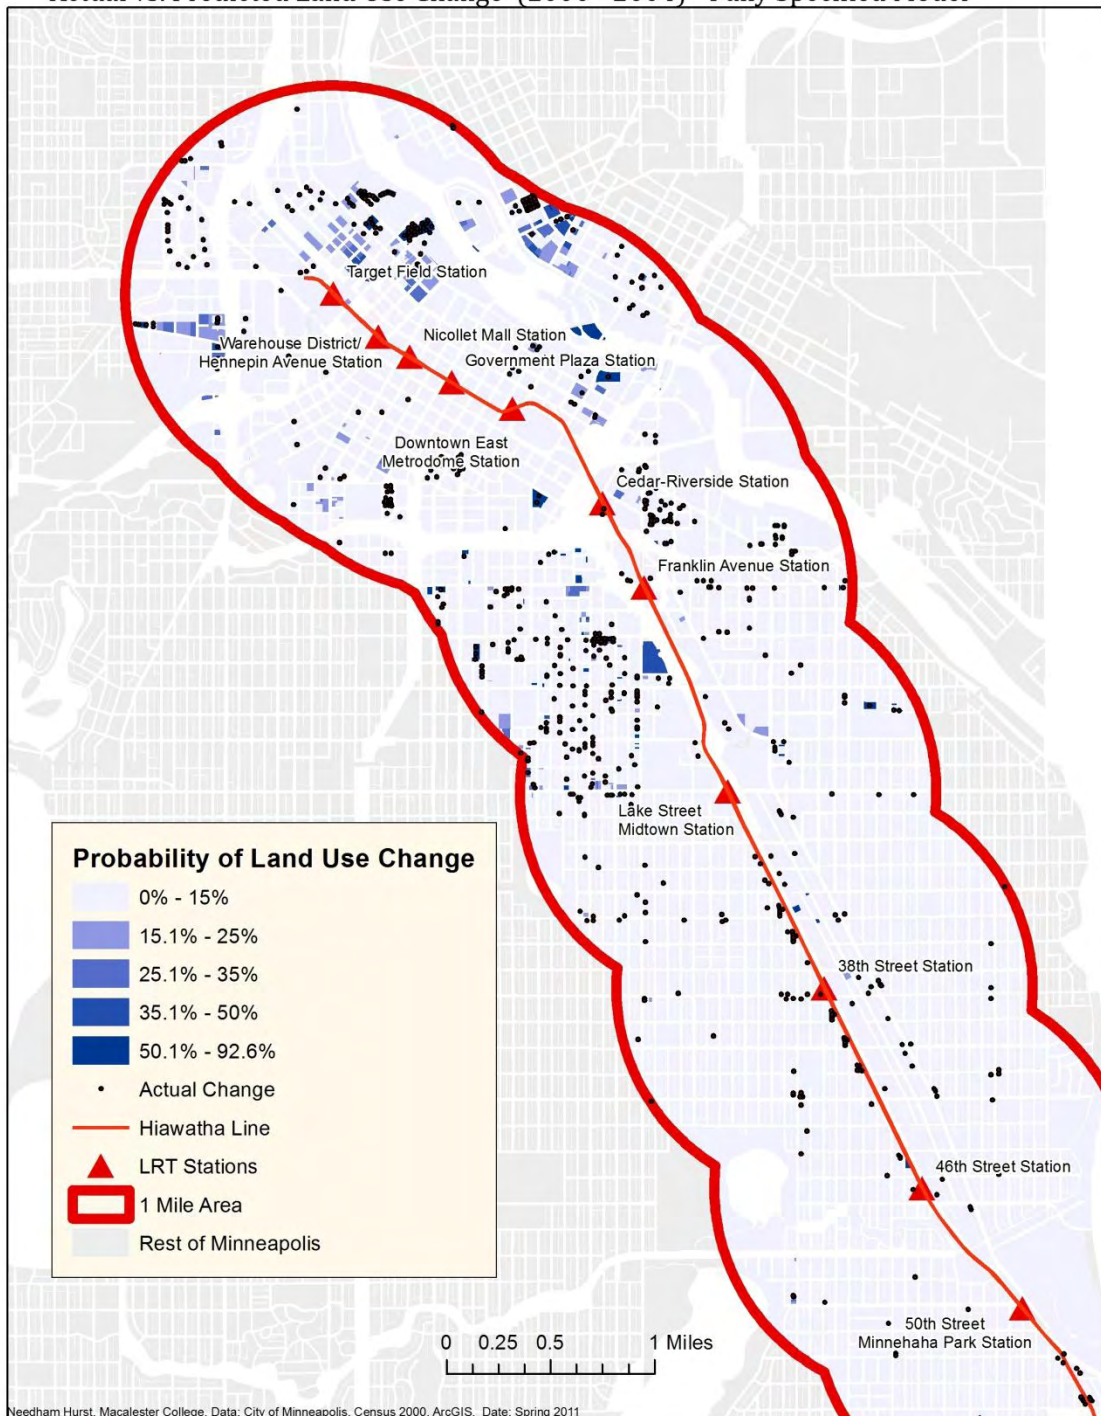 Target Field Station
Nicollet Mall Station
Warehouse District/
Hennepin Avenue Station
Government Plaza Station
Downtown East
Metrodome Station
Cedar-Riverside Station
Franklin Avenue Station
Lake Street
Midtown Station
38th Street Station
46th Street Station
50th Street
Minnehaha Park Station
Probability of Land Use Change
0% - 15%
15.1% - 25%
25.1% - 35%
35.1% - 50%
50.1% - 92.6%
Actual Change
Hiawatha Line
LRT Stations
1 Mile Area
Rest of Minneapolis
0 0.25 0.5 1 Miles
Needham Hurst, Macalester College. Data: City of Minneapolis, Census 2000, ArcGIS. Date: Spring 2011